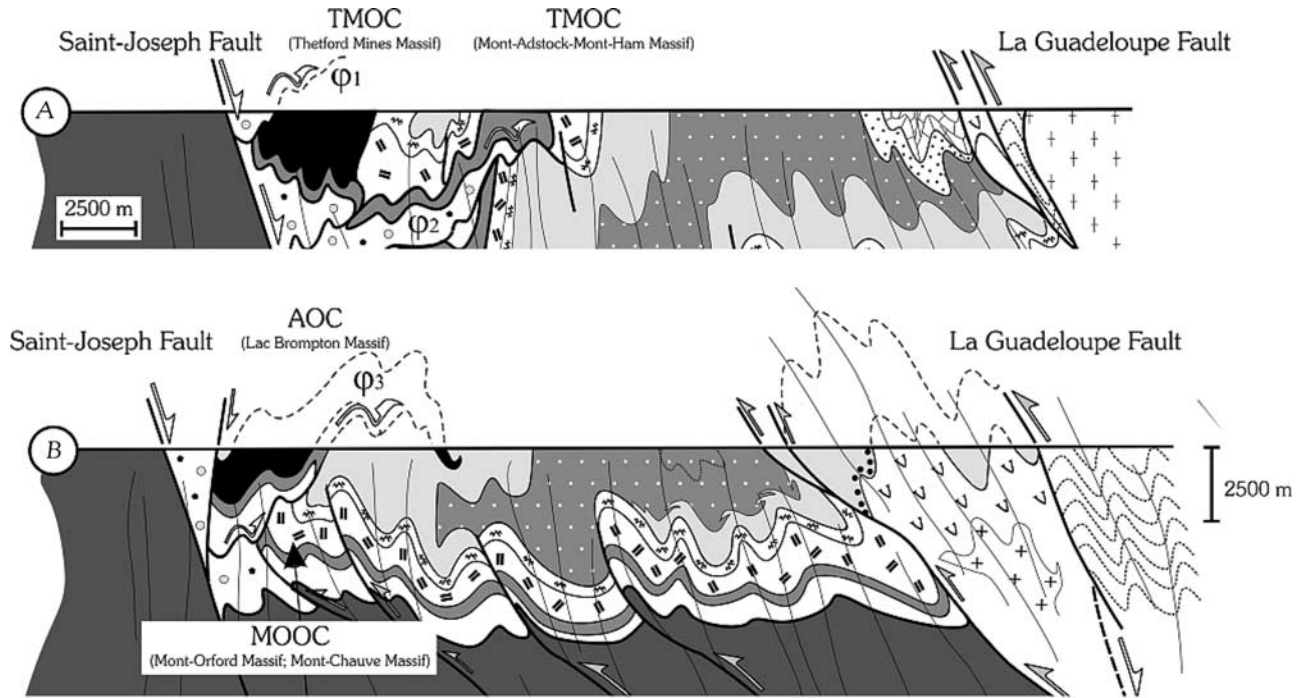 TMOC
(Thetford Mines Massif)
TMOC
(Mont-Adstock-Mont-Ham Massif)
Saint-Joseph Fault
La Guadeloupe Fault
φ1
A
2500 m
φ2
AOC
(Lac Brompton Massif)
Saint-Joseph Fault
La Guadeloupe Fault
φ3
B
2500 m
MOOC
(Mont-Orford Massif; Mont-Chauve Massif)